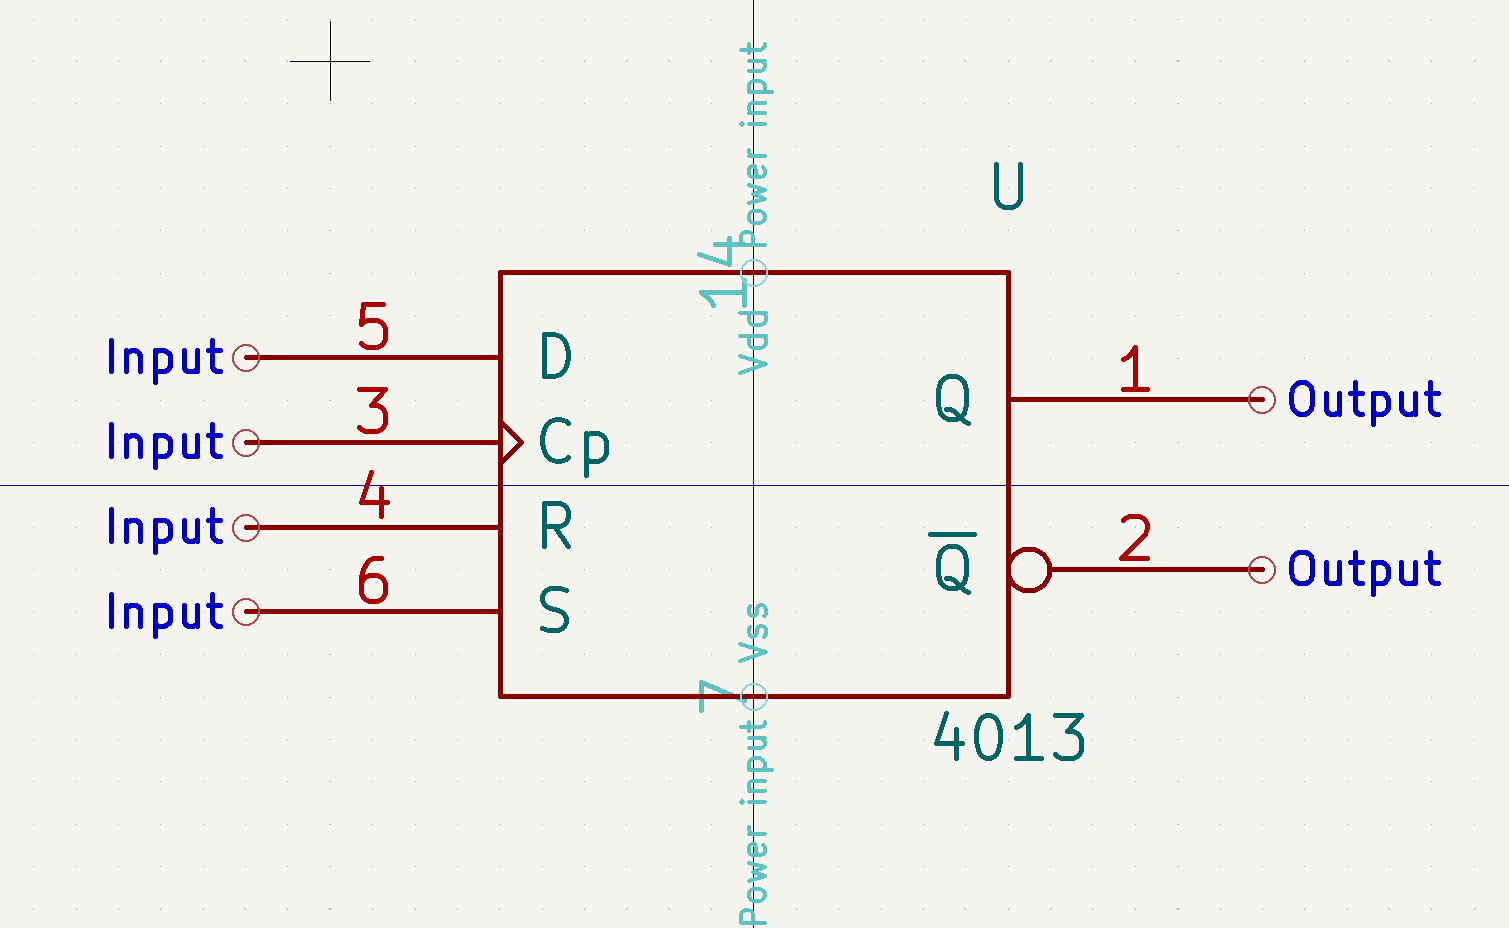 Power input
U
14
Vdd
Input 5 D
Input 3 Cp
Q 1 Output
Input 4 R
Q̅ 2 Output
Input 6 S
Vss
7
4013
Power input